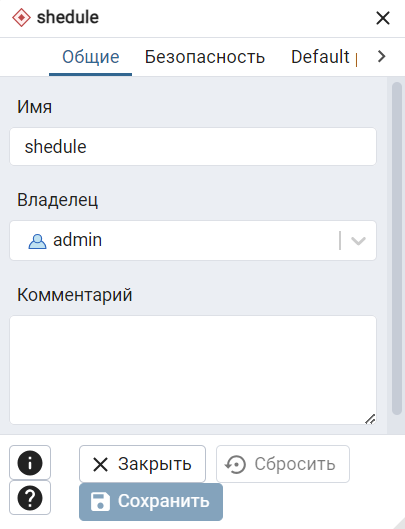 shedule
Общие Безопасность Default
Имя
shedule
Владелец
admin
Комментарий
Закрыть Сбросить
Сохранить